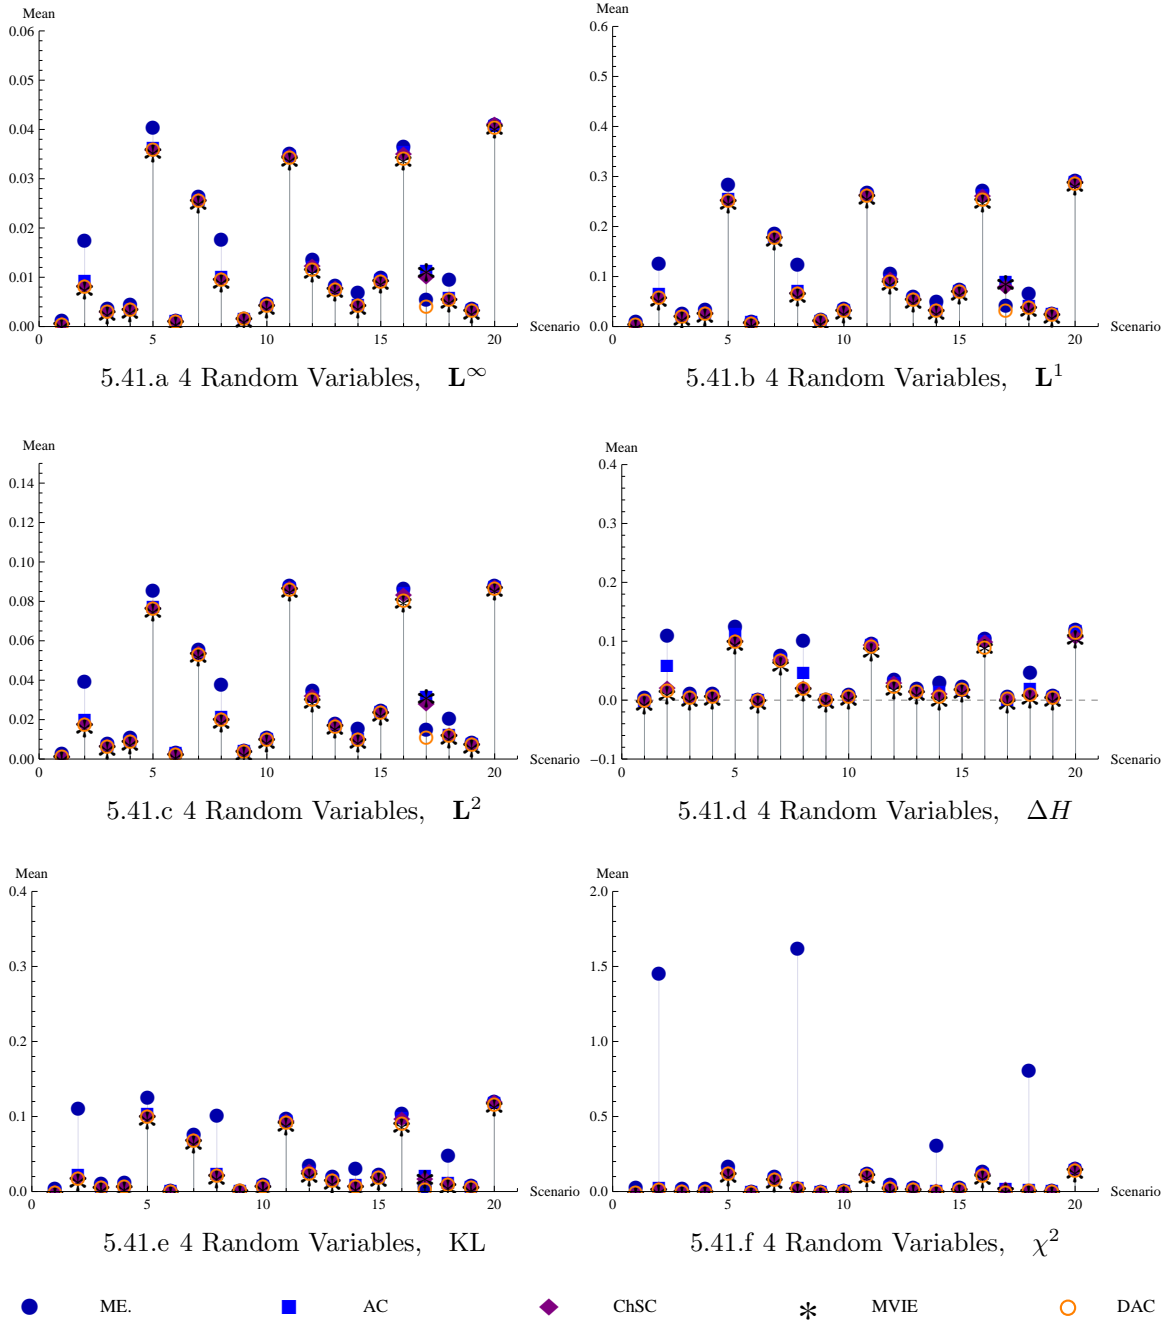 Mean
0.06
0.05
0.04
0.03
0.02
0.01
0.00
0 5 10 15 20 Scenario
5.41.a 4 Random Variables, L∞
Mean
0.6
0.5
0.4
0.3
0.2
0.1
0.0
0 5 10 15 20 Scenario
5.41.b 4 Random Variables, L1
Mean
0.14
0.12
0.10
0.08
0.06
0.04
0.02
0.00
0 5 10 15 20 Scenario
5.41.c 4 Random Variables, L2
Mean
0.4
0.3
0.2
0.1
0.0
−0.1
0 5 10 15 20 Scenario
5.41.d 4 Random Variables, ΔH
Mean
0.4
0.3
0.2
0.1
0.0
0 5 10 15 20 Scenario
5.41.e 4 Random Variables, KL
Mean
2.0
1.5
1.0
0.5
0.0
0 5 10 15 20 Scenario
5.41.f 4 Random Variables, χ2
ME. AC ChSC MVIE DAC